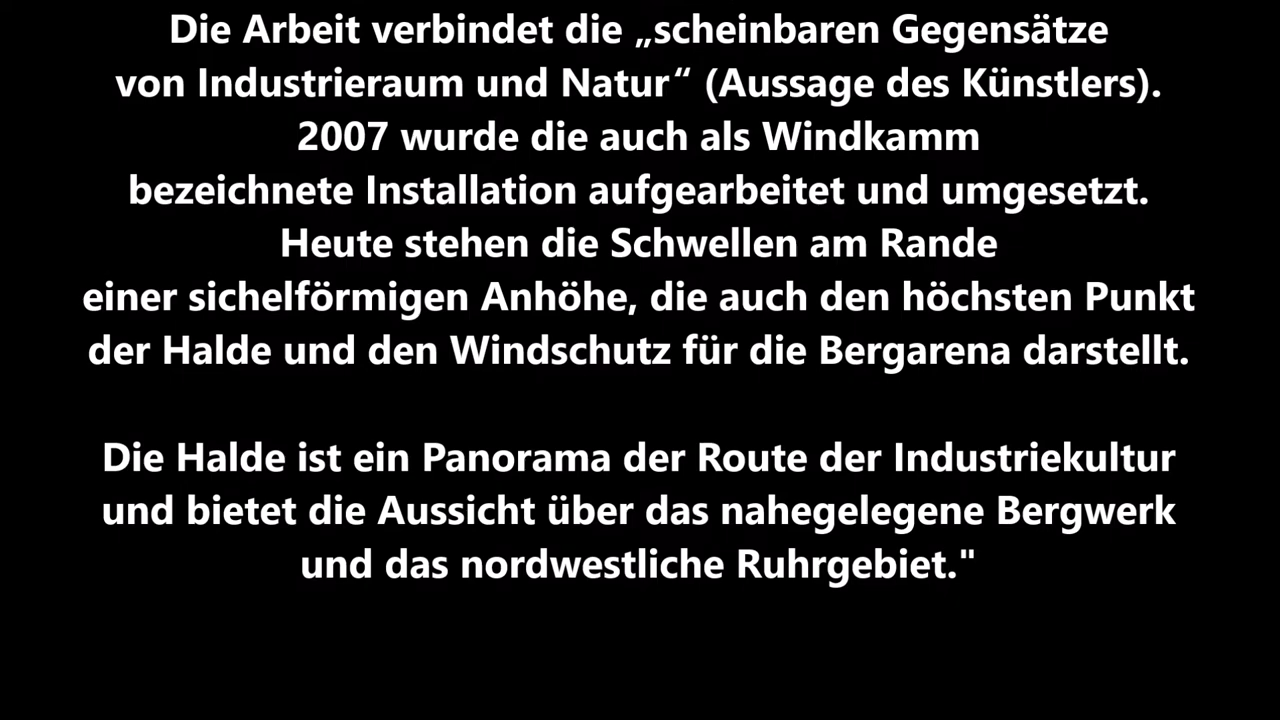 Die Arbeit verbindet die „scheinbaren Gegensätze
von Industrieraum und Natur“ (Aussage des Künstlers).
2007 wurde die auch als Windkamm
bezeichnete Installation aufgearbeitet und umgesetzt.
Heute stehen die Schwellen am Rande
einer sichelförmigen Anhöhe, die auch den höchsten Punkt
der Halde und den Windschutz für die Bergarena darstellt.
Die Halde ist ein Panorama der Route der Industriekultur
und bietet die Aussicht über das nahegelegene Bergwerk
und das nordwestliche Ruhrgebiet."